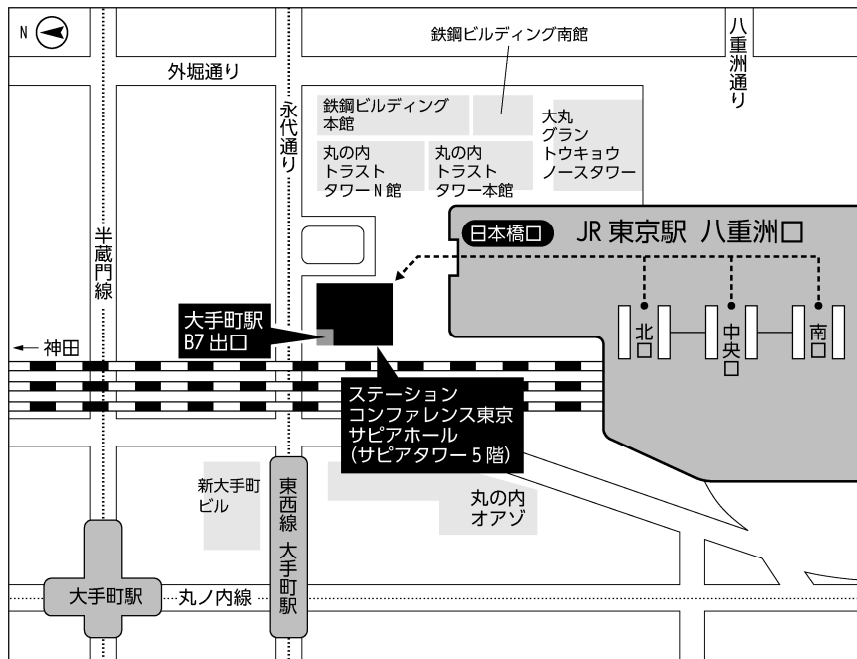 N
鉄鋼ビルディング南館
八重洲通り
外堀通り
永代通り
鉄鋼ビルディング
本館
大丸
グラン
トウキョウ
ノースタワー
丸の内
トラスト
タワーN館
丸の内
トラスト
タワー本館
半蔵門線
日本橋口
JR 東京駅 八重洲口
大手町駅
B7 出口
北口
中央口
南口
← 神田
ステーション
コンファレンス東京
サピアホール
(サピアタワー5階)
新大手町
ビル
東西線 大手町駅
丸の内
オアゾ
大手町駅
丸ノ内線